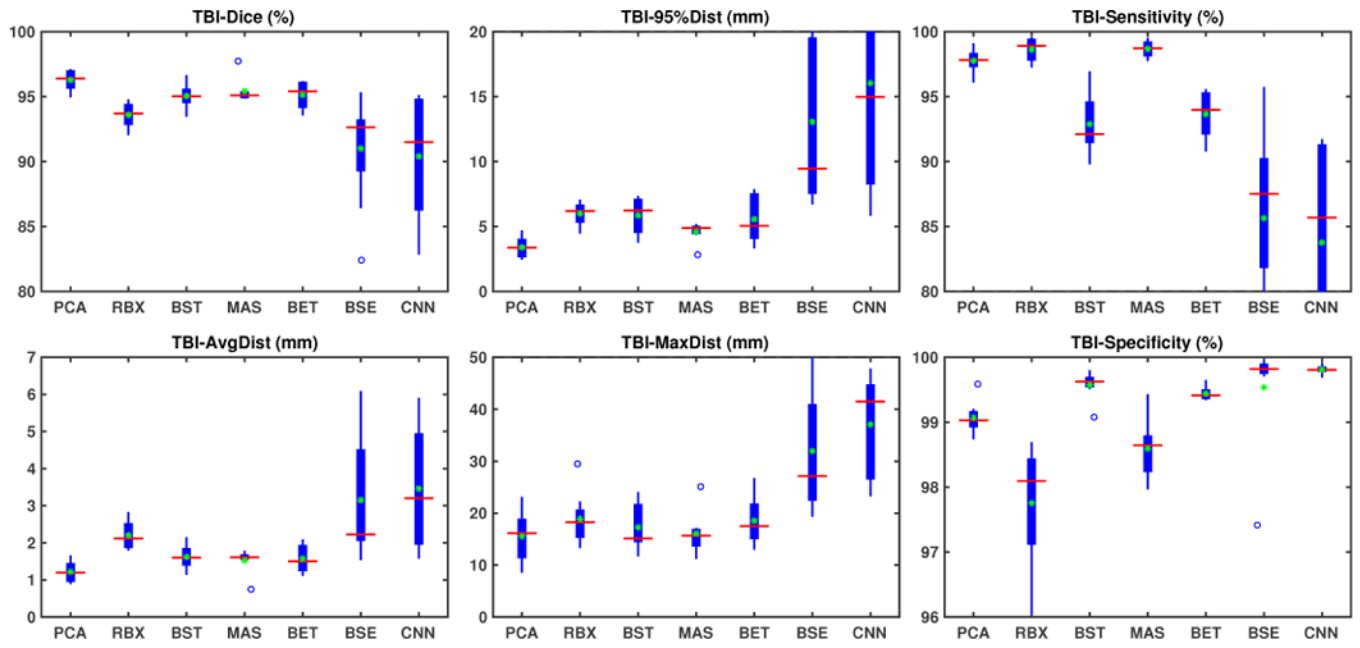 TBI-Dice (%)
100
95
90
85
80
PCA RBX BST MAS BET BSE CNN
TBI-95%Dist (mm)
20
15
10
5
0
PCA RBX BST MAS BET BSE CNN
TBI-Sensitivity (%)
100
95
90
85
80
PCA RBX BST MAS BET BSE CNN
TBI-AvgDist (mm)
7
6
5
4
3
2
1
0
PCA RBX BST MAS BET BSE CNN
TBI-MaxDist (mm)
50
40
30
20
10
0
PCA RBX BST MAS BET BSE CNN
TBI-Specificity (%)
100
99
98
97
96
PCA RBX BST MAS BET BSE CNN